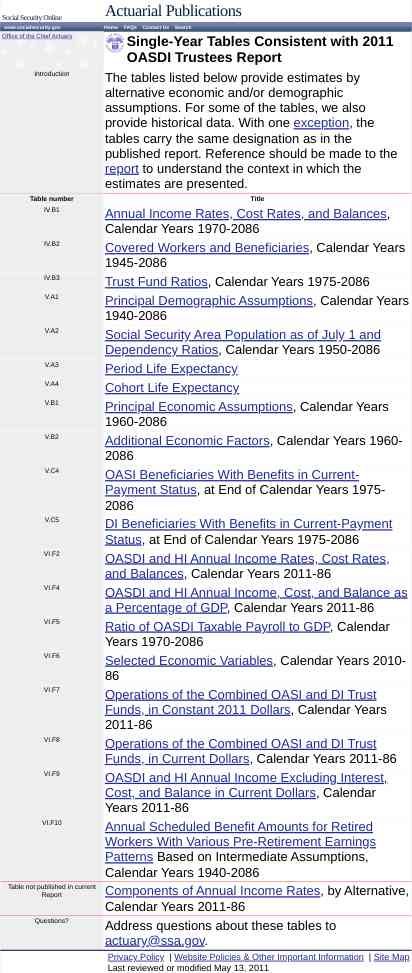 Actuarial Publications
Social Security Online
www.socialsecurity.gov Home FAQs Contact Us Search
Office of the Chief Actuary
Single-Year Tables Consistent with 2011
OASDI Trustees Report
Introduction
The tables listed below provide estimates by
alternative economic and/or demographic
assumptions. For some of the tables, we also
provide historical data. With one exception, the
tables carry the same designation as in the
published report. Reference should be made to the
report to understand the context in which the
estimates are presented.
Table number Title
IV.B1 Annual Income Rates, Cost Rates, and Balances,
Calendar Years 1970-2086
IV.B2 Covered Workers and Beneficiaries, Calendar Years
1945-2086
IV.B3 Trust Fund Ratios, Calendar Years 1975-2086
V.A1 Principal Demographic Assumptions, Calendar Years
1940-2086
V.A2 Social Security Area Population as of July 1 and
Dependency Ratios, Calendar Years 1950-2086
V.A3 Period Life Expectancy
V.A4 Cohort Life Expectancy
V.B1 Principal Economic Assumptions, Calendar Years
1960-2086
V.B2 Additional Economic Factors, Calendar Years 1960-
2086
V.C4 OASI Beneficiaries With Benefits in Current-
Payment Status, at End of Calendar Years 1975-
2086
V.C5 DI Beneficiaries With Benefits in Current-Payment
Status, at End of Calendar Years 1975-2086
VI.F2 OASDI and HI Annual Income Rates, Cost Rates,
and Balances, Calendar Years 2011-86
VI.F4 OASDI and HI Annual Income, Cost, and Balance as
a Percentage of GDP, Calendar Years 2011-86
VI.F5 Ratio of OASDI Taxable Payroll to GDP, Calendar
Years 1970-2086
VI.F6 Selected Economic Variables, Calendar Years 2010-
86
VI.F7 Operations of the Combined OASI and DI Trust
Funds, in Constant 2011 Dollars, Calendar Years
2011-86
VI.F8 Operations of the Combined OASI and DI Trust
Funds, in Current Dollars, Calendar Years 2011-86
VI.F9 OASDI and HI Annual Income Excluding Interest,
Cost, and Balance in Current Dollars, Calendar
Years 2011-86
VI.F10 Annual Scheduled Benefit Amounts for Retired
Workers With Various Pre-Retirement Earnings
Patterns Based on Intermediate Assumptions,
Calendar Years 1940-2086
Table not published in current
Report
Components of Annual Income Rates, by Alternative,
Calendar Years 2011-86
Questions? Address questions about these tables to
actuary@ssa.gov.
Privacy Policy | Website Policies & Other Important Information | Site Map
Last reviewed or modified May 13, 2011